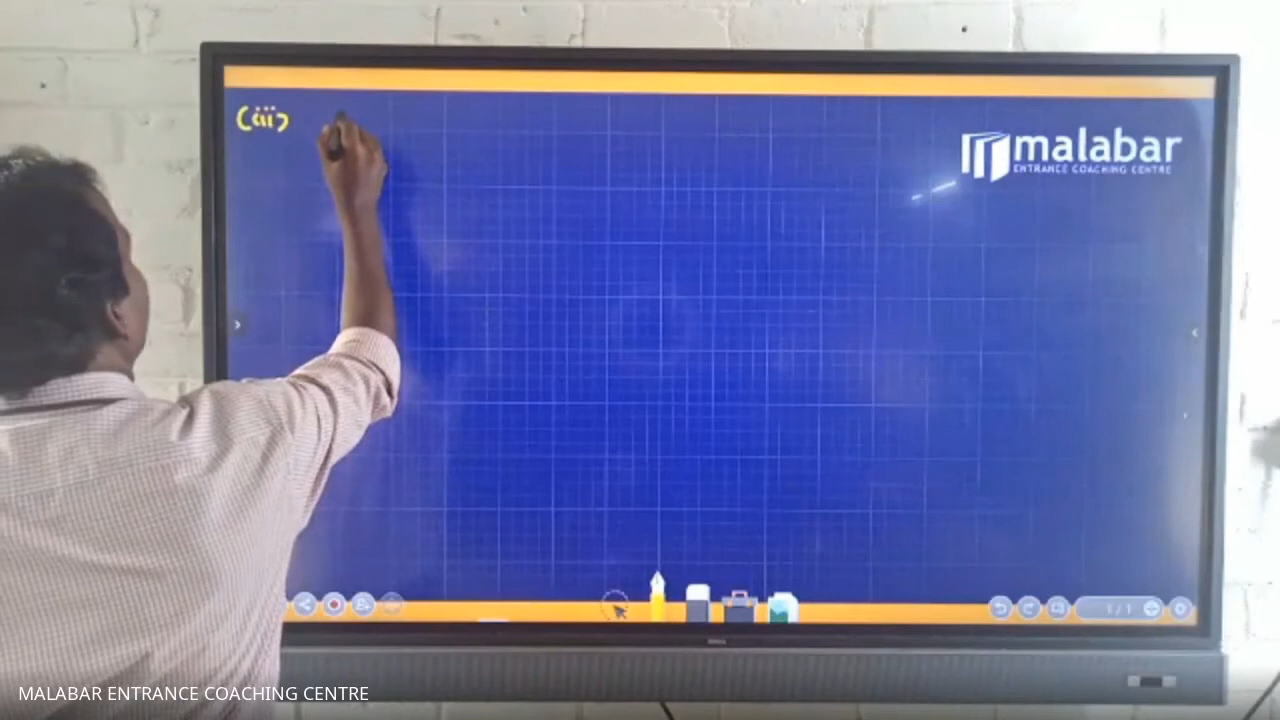 (iii)
malabar
ENTRANCE COACHING CENTRE
1/1
MALABAR ENTRANCE COACHING CENTRE